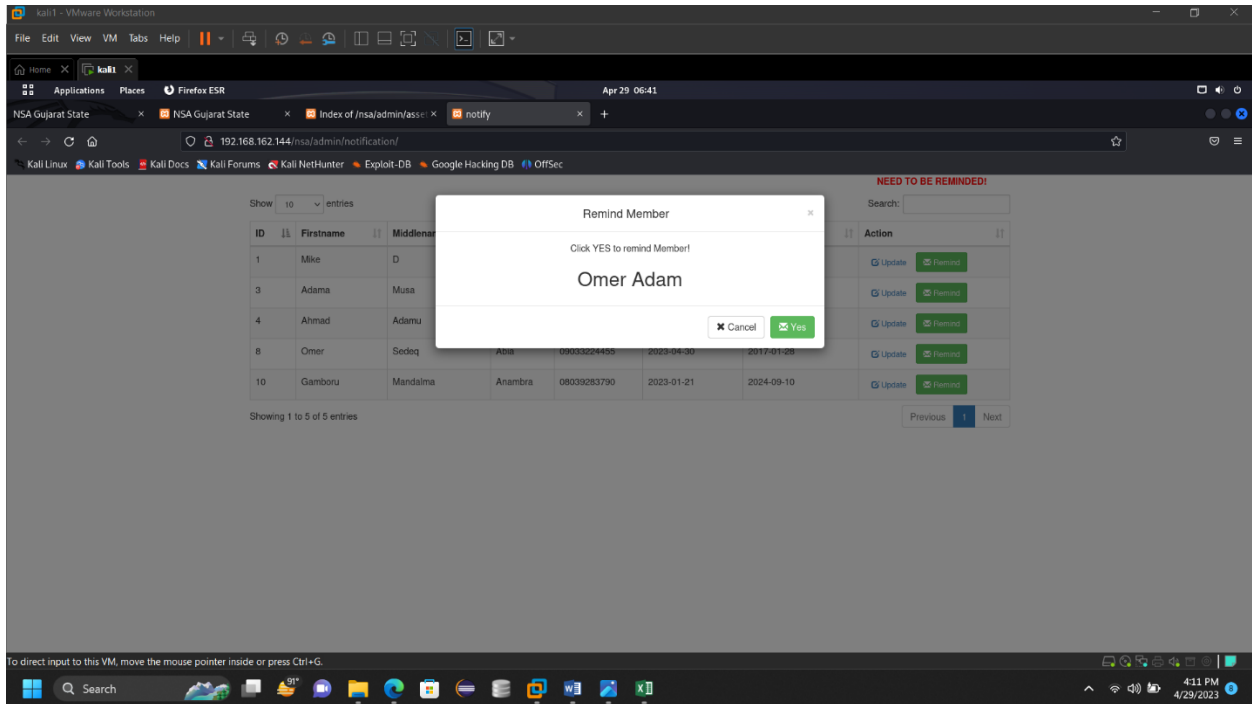 kali1 - VMware Workstation
File Edit View VM Tabs Help
Home kali1
Applications Places Firefox ESR Apr 29 06:41
NSA Gujarat State NSA Gujarat State Index of /nsa/admin/asset notify
192.168.162.144/nsa/admin/notification/
Kali Linux Kali Tools Kali Docs Kali Forums Kali NetHunter Exploit-DB Google Hacking DB OffSec
NEED TO BE REMINDED!
Show 10 entries Search:
Remind Member
Click YES to remind Member!
Omer Adam
Cancel Yes
ID Firstname Middlenam Action
1 Mike D Update Remind
3 Adama Musa Update Remind
4 Ahmad Adamu Update Remind
8 Omer Sedeq Abia 09033224455 2023-04-30 2017-01-28 Update Remind
10 Gamboru Mandalma Anambra 08039283790 2023-01-21 2024-09-10 Update Remind
Showing 1 to 5 of 5 entries Previous 1 Next
To direct input to this VM, move the mouse pointer inside or press Ctrl+G.
Search 91° 4:11 PM
4/29/2023 8